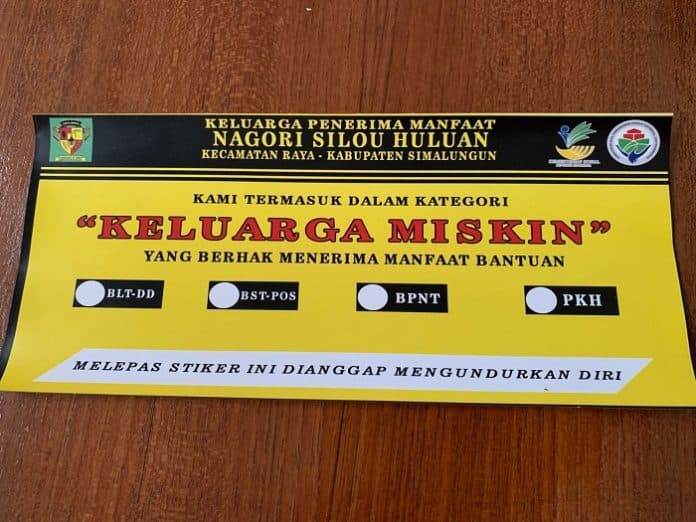 KELUARGA PENERIMA MANFAAT
NAGORI SILOU HULUAN
KECAMATAN RAYA - KABUPATEN SIMALUNGUN
KAMI TERMASUK DALAM KATEGORI
"KELUARGA MISKIN"
YANG BERHAK MENERIMA MANFAAT BANTUAN
BLT-DD BST-POS BPNT PKH
MELEPAS STIKER INI DIANGGAP MENGUNDURKAN DIRI